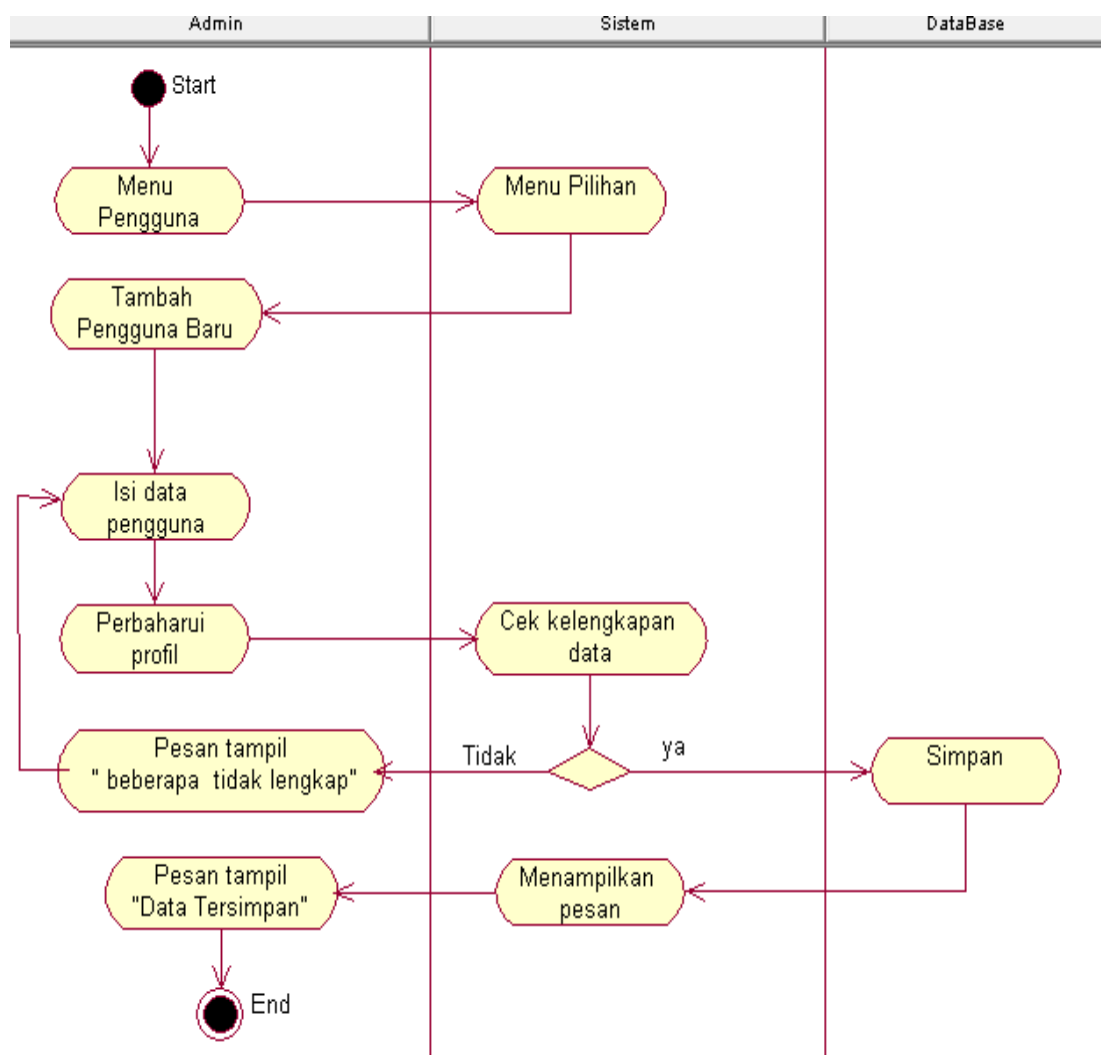 Admin
Sistem
DataBase
Start
Menu
Pengguna
Menu Pilihan
Tambah
Pengguna Baru
Isi data
pengguna
Perbaharui
profil
Cek kelengkapan
data
Pesan tampil
" beberapa tidak lengkap"
Tidak
ya
Simpan
Pesan tampil
"Data Tersimpan"
Menampilkan
pesan
End